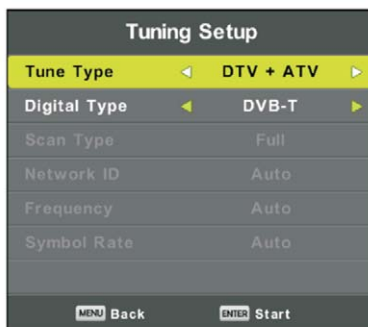 Tuning Setup
Tune Type DTV + ATV
Digital Type DVB-T
Scan Type Full
Network ID Auto
Frequency Auto
Symbol Rate Auto
MENU Back ENTER Start